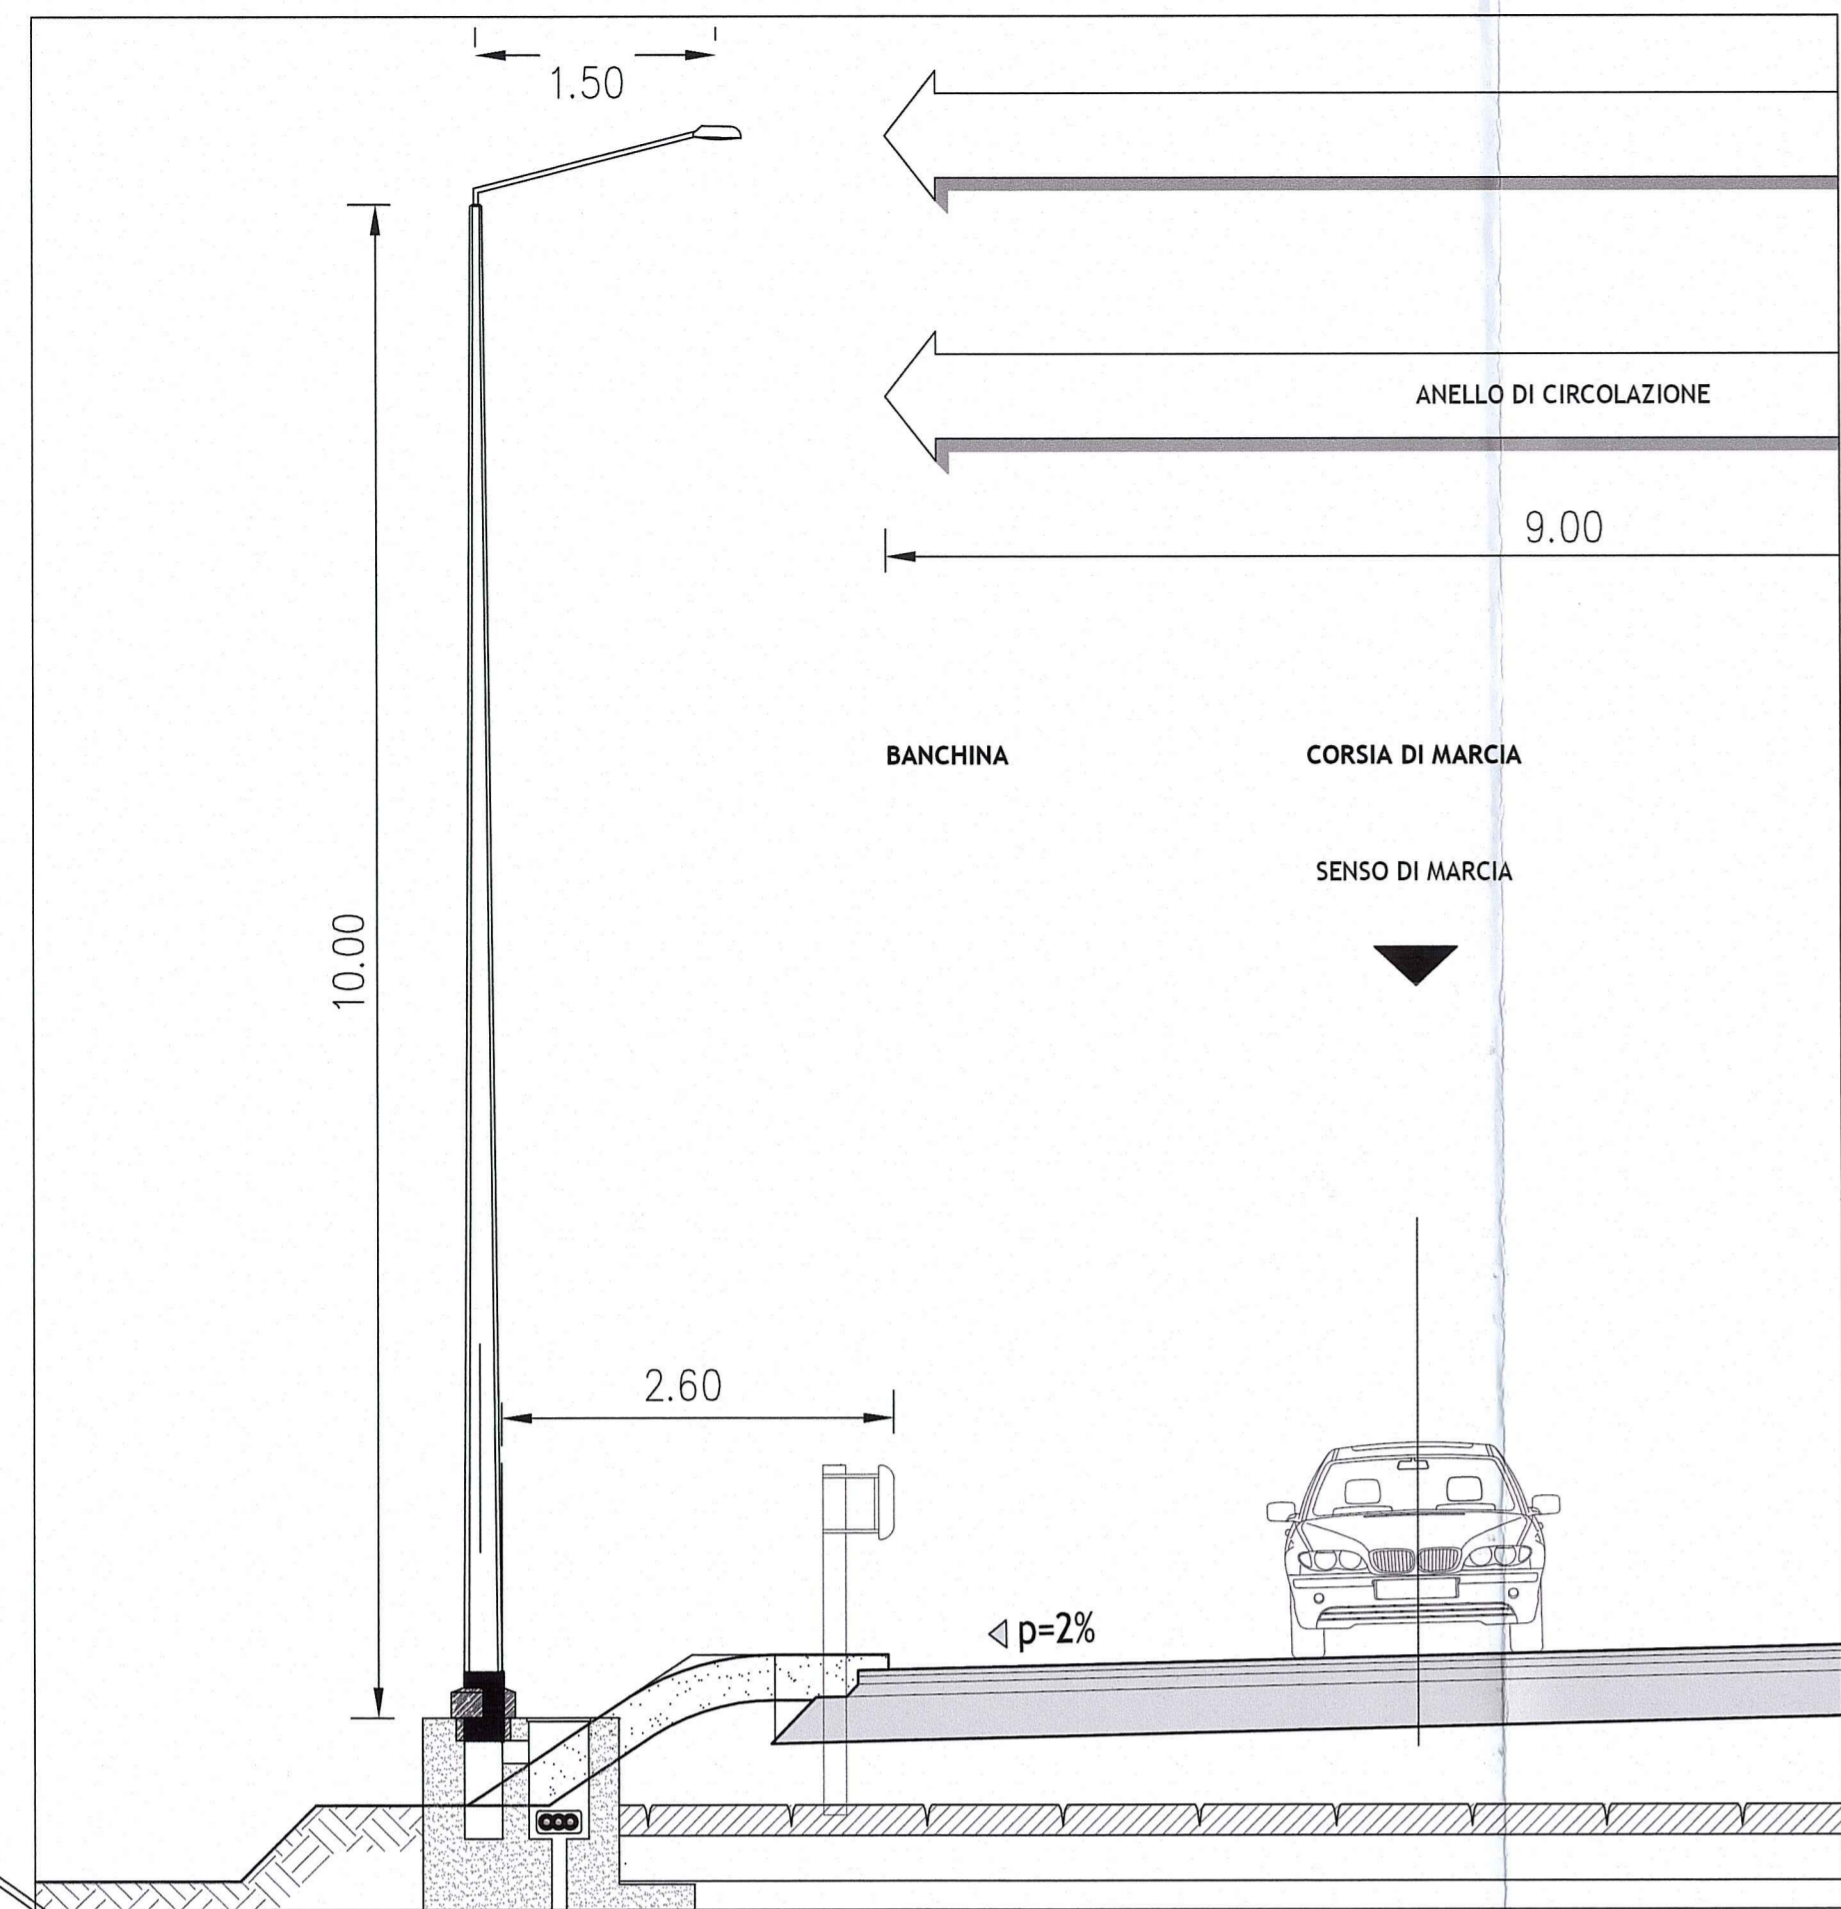 1.50
ANELLO DI CIRCOLAZIONE
9.00
BANCHINA
CORSIA DI MARCIA
SENSO DI MARCIA
10.00
2.60
p=2%